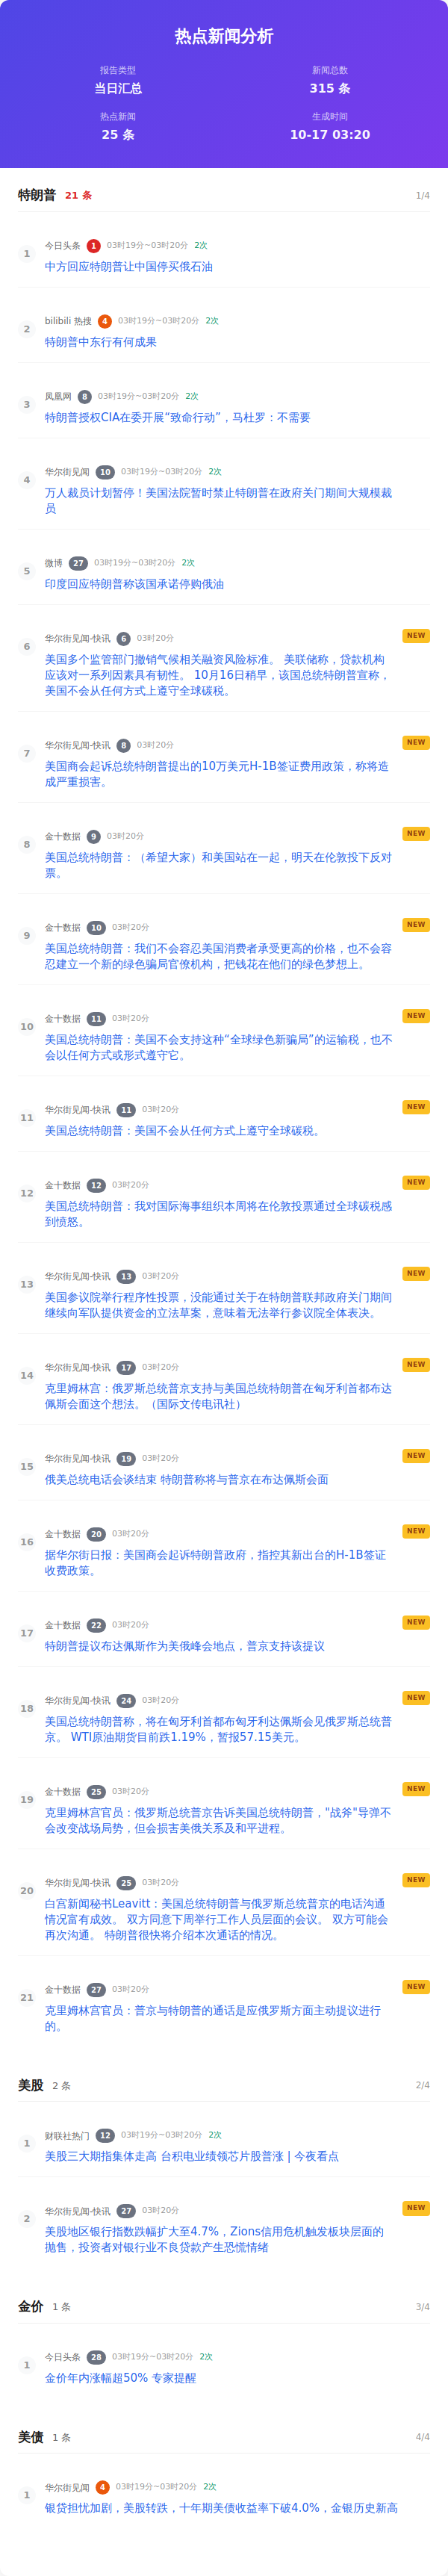 热点新闻分析
报告类型
新闻总数
当日汇总
315 条
热点新闻
生成时间
25 条
10-17 03:20
特朗普 21 条 1/4
1
今日头条 1 03时19分~03时20分 2次
中方回应特朗普让中国停买俄石油
2
bilibili 热搜 4 03时19分~03时20分 2次
特朗普中东行有何成果
3
凤凰网 8 03时19分~03时20分 2次
特朗普授权CIA在委开展“致命行动”，马杜罗：不需要
4
华尔街见闻 10 03时19分~03时20分 2次
万人裁员计划暂停！美国法院暂时禁止特朗普在政府关门期间大规模裁
员
5
微博 27 03时19分~03时20分 2次
印度回应特朗普称该国承诺停购俄油
6
华尔街见闻-快讯 6 03时20分 NEW
美国多个监管部门撤销气候相关融资风险标准。 美联储称，贷款机构
应该对一系列因素具有韧性。 10月16日稍早，该国总统特朗普宣称，
美国不会从任何方式上遵守全球碳税。
7
华尔街见闻-快讯 8 03时20分 NEW
美国商会起诉总统特朗普提出的10万美元H-1B签证费用政策，称将造
成严重损害。
8
金十数据 9 03时20分 NEW
美国总统特朗普：（希望大家）和美国站在一起，明天在伦敦投下反对
票。
9
金十数据 10 03时20分 NEW
美国总统特朗普：我们不会容忍美国消费者承受更高的价格，也不会容
忍建立一个新的绿色骗局官僚机构，把钱花在他们的绿色梦想上。
10
金十数据 11 03时20分 NEW
美国总统特朗普：美国不会支持这种“全球绿色新骗局”的运输税，也不
会以任何方式或形式遵守它。
11
华尔街见闻-快讯 11 03时20分 NEW
美国总统特朗普：美国不会从任何方式上遵守全球碳税。
12
金十数据 12 03时20分 NEW
美国总统特朗普：我对国际海事组织本周将在伦敦投票通过全球碳税感
到愤怒。
13
华尔街见闻-快讯 13 03时20分 NEW
美国参议院举行程序性投票，没能通过关于在特朗普联邦政府关门期间
继续向军队提供资金的立法草案，意味着无法举行参议院全体表决。
14
华尔街见闻-快讯 17 03时20分 NEW
克里姆林宫：俄罗斯总统普京支持与美国总统特朗普在匈牙利首都布达
佩斯会面这个想法。（国际文传电讯社）
15
华尔街见闻-快讯 19 03时20分 NEW
俄美总统电话会谈结束 特朗普称将与普京在布达佩斯会面
16
金十数据 20 03时20分 NEW
据华尔街日报：美国商会起诉特朗普政府，指控其新出台的H-1B签证
收费政策。
17
金十数据 22 03时20分 NEW
特朗普提议布达佩斯作为美俄峰会地点，普京支持该提议
18
华尔街见闻-快讯 24 03时20分 NEW
美国总统特朗普称，将在匈牙利首都布匈牙利达佩斯会见俄罗斯总统普
京。 WTI原油期货目前跌1.19%，暂报57.15美元。
19
金十数据 25 03时20分 NEW
克里姆林宫官员：俄罗斯总统普京告诉美国总统特朗普，"战斧"导弹不
会改变战场局势，但会损害美俄关系及和平进程。
20
华尔街见闻-快讯 25 03时20分 NEW
白宫新闻秘书Leavitt：美国总统特朗普与俄罗斯总统普京的电话沟通
情况富有成效。 双方同意下周举行工作人员层面的会议。 双方可能会
再次沟通。 特朗普很快将介绍本次通话的情况。
21
金十数据 27 03时20分 NEW
克里姆林宫官员：普京与特朗普的通话是应俄罗斯方面主动提议进行
的。
美股 2 条 2/4
1
财联社热门 12 03时19分~03时20分 2次
美股三大期指集体走高 台积电业绩领芯片股普涨 | 今夜看点
2
华尔街见闻-快讯 27 03时20分 NEW
美股地区银行指数跌幅扩大至4.7%，Zions信用危机触发板块层面的
抛售，投资者对银行业不良贷款产生恐慌情绪
金价 1 条 3/4
1
今日头条 28 03时19分~03时20分 2次
金价年内涨幅超50% 专家提醒
美债 1 条 4/4
1
华尔街见闻 4 03时19分~03时20分 2次
银贷担忧加剧，美股转跌，十年期美债收益率下破4.0%，金银历史新高